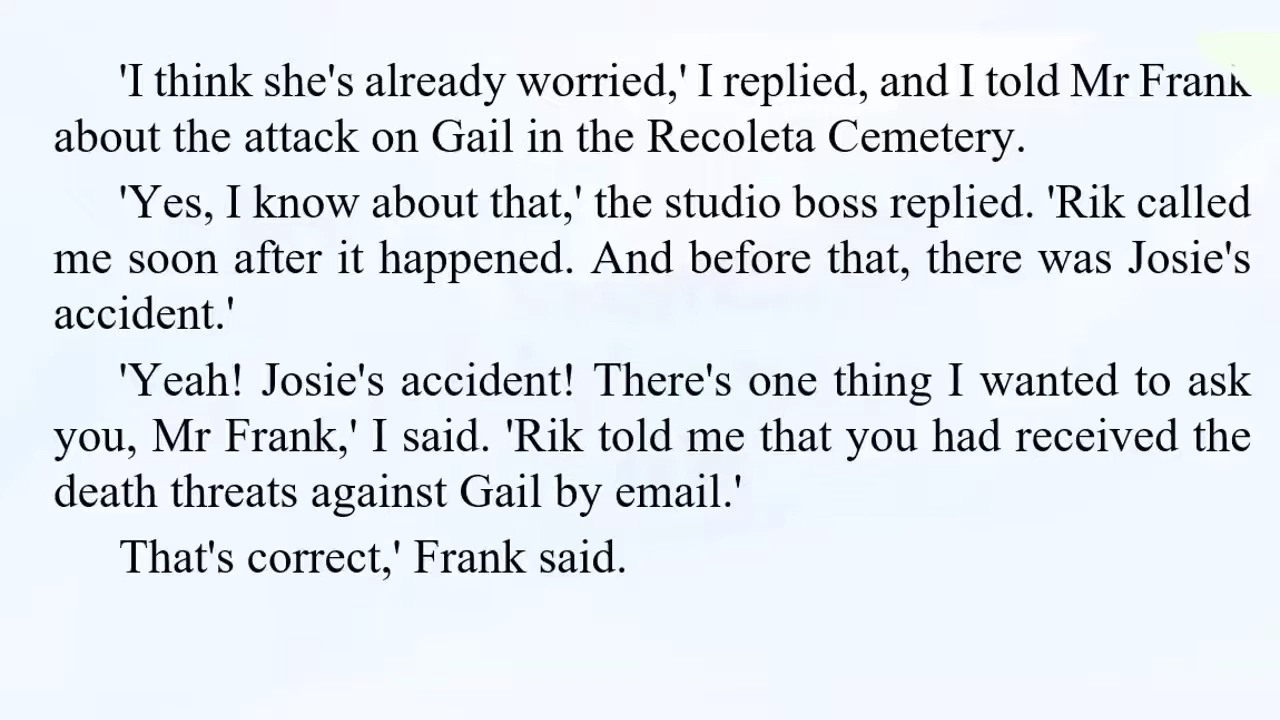 'I think she's already worried,' I replied, and I told Mr Frank
about the attack on Gail in the Recoleta Cemetery.
'Yes, I know about that,' the studio boss replied. 'Rik called
me soon after it happened. And before that, there was Josie's
accident.'
'Yeah! Josie's accident! There's one thing I wanted to ask
you, Mr Frank,' I said. 'Rik told me that you had received the
death threats against Gail by email.'
That's correct,' Frank said.